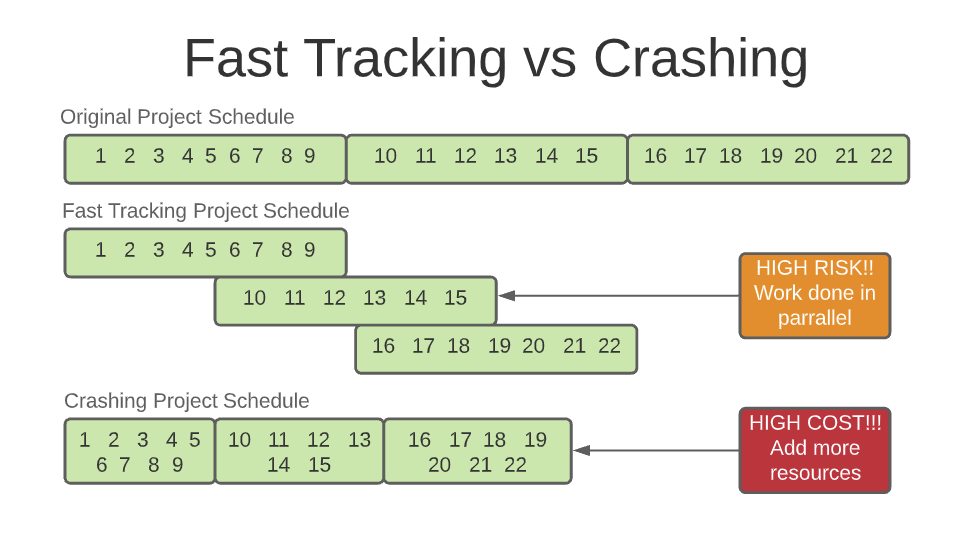 Fast Tracking vs Crashing
Original Project Schedule
1 2 3 4 5 6 7 8 9
10 11 12 13 14 15
16 17 18 19 20 21 22
Fast Tracking Project Schedule
1 2 3 4 5 6 7 8 9
10 11 12 13 14 15
16 17 18 19 20 21 22
HIGH RISK!!
Work done in
parrallel
Crashing Project Schedule
1 2 3 4 5
6 7 8 9
10 11 12 13
14 15
16 17 18 19
20 21 22
HIGH COST!!!
Add more
resources